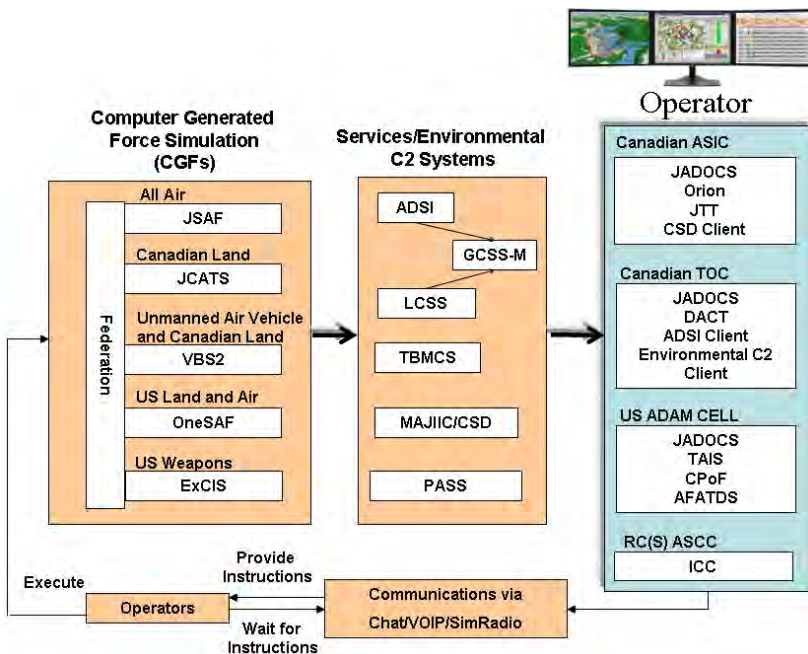 Operator
Computer Generated
Force Simulation
(CGFs)
All Air
JSAF
Canadian Land
JCATS
Unmanned Air Vehicle
and Canadian Land
VBS2
US Land and Air
OneSAF
US Weapons
ExCIS
Federation
Services/Environmental
C2 Systems
ADSI
GCSS-M
LCSS
TBMCS
MAJIIC/CSD
PASS
Canadian ASIC
JADOCS
Orion
JTT
CSD Client
Canadian TOC
JADOCS
DACT
ADSI Client
Environmental C2
Client
US ADAM CELL
JADOCS
TAIS
CPoF
AFATDS
RC(S) ASCC
ICC
Execute
Operators
Provide
Instructions
Wait for
Instructions
Communications via
Chat/VOIP/SimRadio